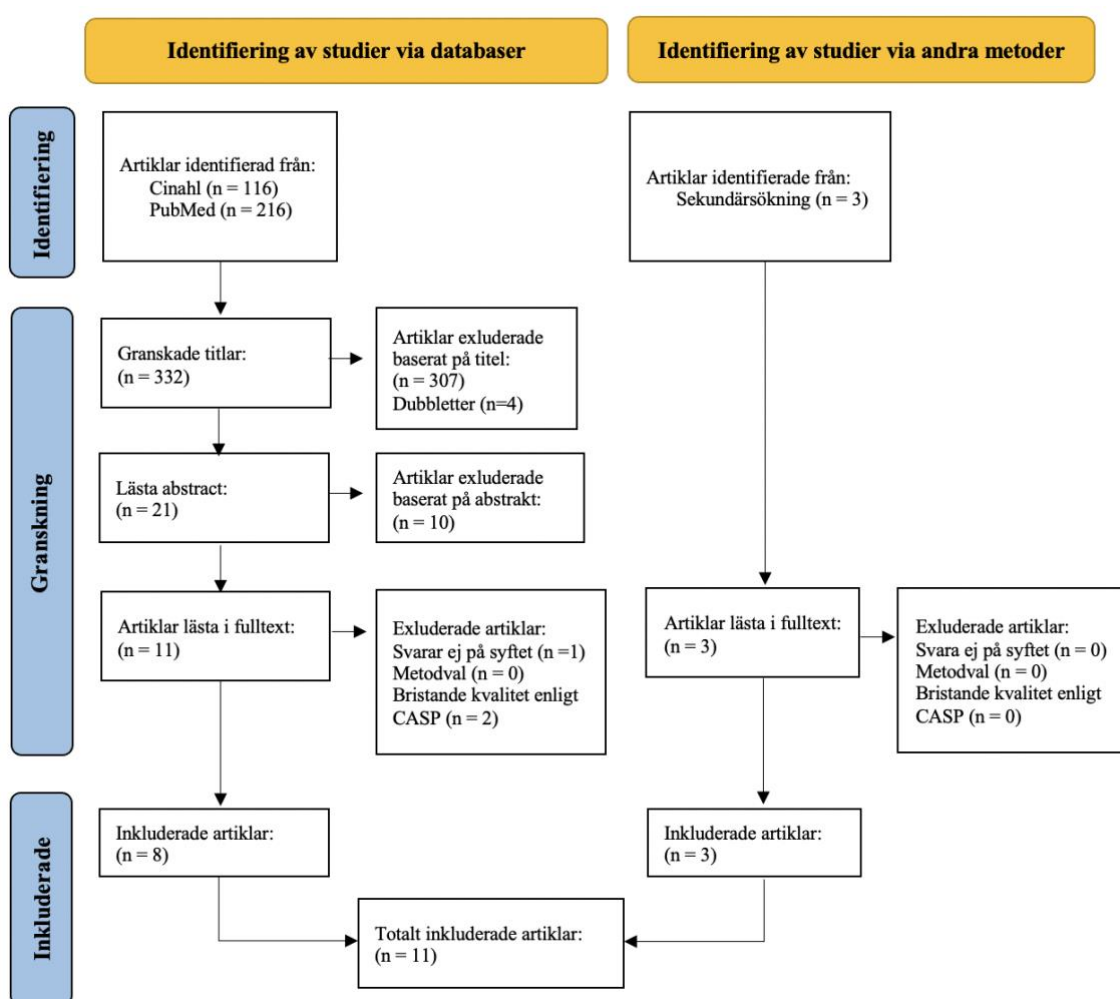 Identifiering av studier via databaser
Identifiering av studier via andra metoder
Identifiering
Artiklar identifierad från:
Cinahl (n = 116)
PubMed (n = 216)
Artiklar identifierade från:
Sekundärsökning (n = 3)
Granskning
Granskade titlar:
(n = 332)
Artiklar exluderade
baserat på titel:
(n = 307)
Dubbletter (n=4)
Lästa abstract:
(n = 21)
Artiklar exluderade
baserat på abstrakt:
(n = 10)
Artiklar lästa i fulltext:
(n = 11)
Exluderade artiklar:
Svarar ej på syftet (n =1)
Metodval (n = 0)
Bristande kvalitet enligt
CASP (n = 2)
Artiklar lästa i fulltext:
(n = 3)
Exluderade artiklar:
Svara ej på syftet (n = 0)
Metodval (n = 0)
Bristande kvalitet enligt
CASP (n = 0)
Inkluderade
Inkluderade artiklar:
(n = 8)
Inkluderade artiklar:
(n = 3)
Totalt inkluderade artiklar:
(n = 11)